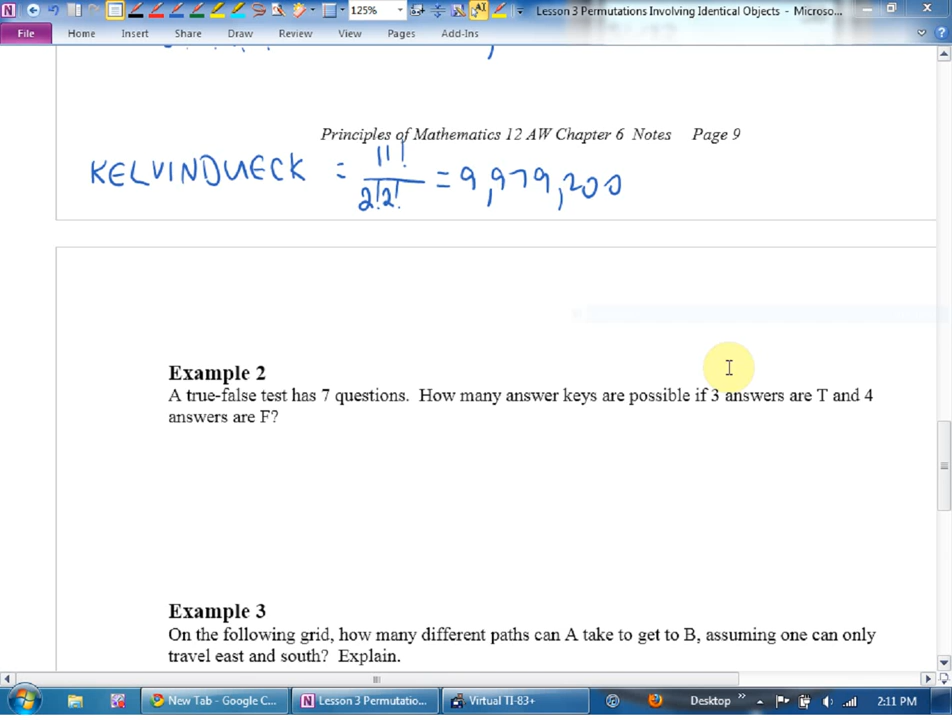 125%
Lesson 3 Permutations Involving Identical Objects - Microso...
File Home Insert Share Draw Review View Pages Add-Ins
Principles of Mathematics 12 AW Chapter 6 Notes Page 9
KELVINDUECK = 11! / 2!2! = 9,979,200
Example 2
A true-false test has 7 questions. How many answer keys are possible if 3 answers are T and 4
answers are F?
Example 3
On the following grid, how many different paths can A take to get to B, assuming one can only
travel east and south? Explain.
New Tab - Google C... Lesson 3 Permutatio... Virtual TI-83+ Desktop 2:11 PM